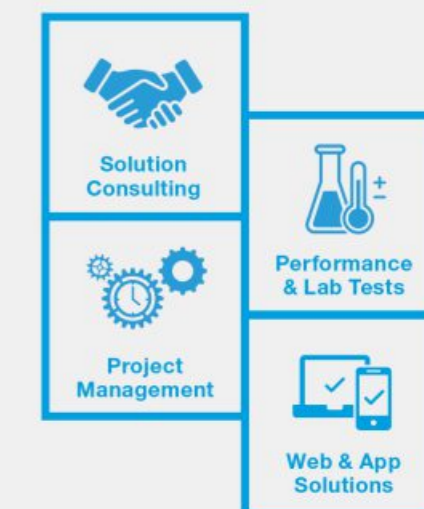 Solution
Consulting
Performance
& Lab Tests
Project
Management
Web & App
Solutions